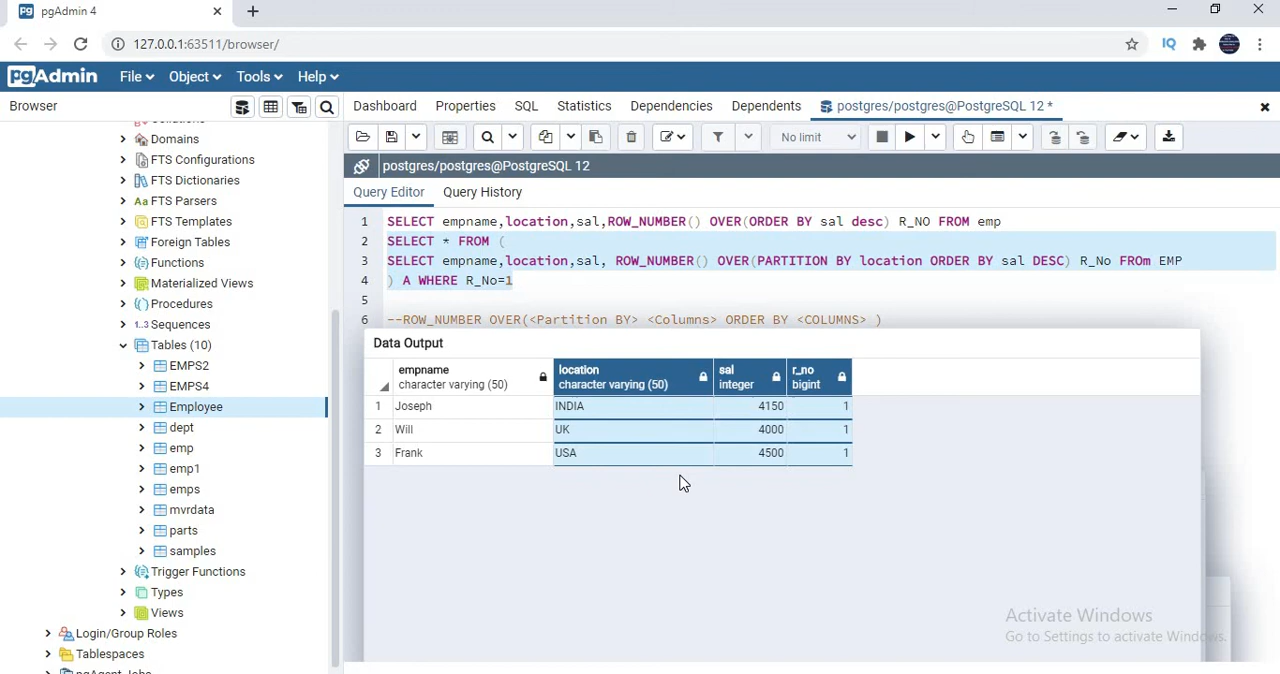 pgAdmin 4
127.0.0.1:63511/browser/
IQ
pgAdmin File Object Tools Help
Browser
Dashboard Properties SQL Statistics Dependencies Dependents postgres/postgres@PostgreSQL 12 *
No limit
postgres/postgres@PostgreSQL 12
Query Editor Query History
Domains
FTS Configurations
FTS Dictionaries
Aa FTS Parsers
FTS Templates
Foreign Tables
Functions
Materialized Views
Procedures
1..3 Sequences
Tables (10)
EMPS2
EMPS4
Employee
dept
emp
emp1
emps
mvrdata
parts
samples
Trigger Functions
Types
Views
Login/Group Roles
Tablespaces
1 SELECT empname,location,sal,ROW_NUMBER() OVER(ORDER BY sal desc) R_NO FROM emp
2 SELECT * FROM (
3 SELECT empname,location,sal, ROW_NUMBER() OVER(PARTITION BY location ORDER BY sal DESC) R_No FROm EMP
4 ) A WHERE R_No=1
5
6 --ROW_NUMBER OVER(<Partition BY> <Columns> ORDER BY <COLUMNS> )
Data Output
empname location sal r_no
character varying (50) character varying (50) integer bigint
1 Joseph INDIA 4150 1
2 Will UK 4000 1
3 Frank USA 4500 1
Activate Windows
Go to Settings to activate Windows.